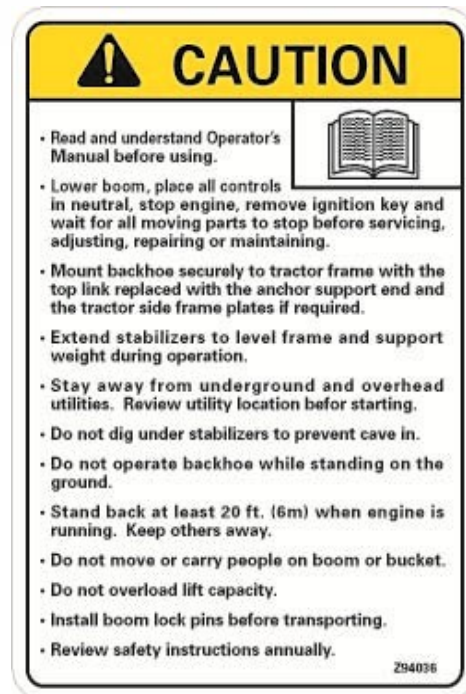 CAUTION
• Read and understand Operator's
Manual before using.
• Lower boom, place all controls
in neutral, stop engine, remove ignition key and
wait for all moving parts to stop before servicing,
adjusting, repairing or maintaining.
• Mount backhoe securely to tractor frame with the
top link replaced with the anchor support end and
the tractor side frame plates if required.
• Extend stabilizers to level frame and support
weight during operation.
• Stay away from underground and overhead
utilities. Review utility location befor starting.
• Do not dig under stabilizers to prevent cave in.
• Do not operate backhoe while standing on the
ground.
• Stand back at least 20 ft. (6m) when engine is
running. Keep others away.
• Do not move or carry people on boom or bucket.
• Do not overload lift capacity.
• Install boom lock pins before transporting.
• Review safety instructions annually.
Z94036